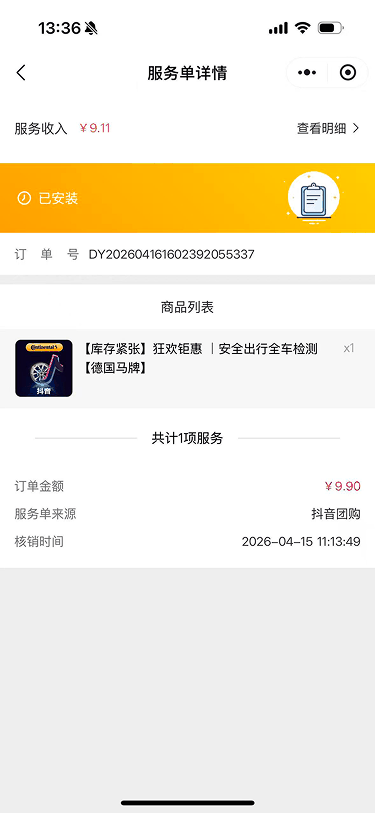 13:36
服务单详情
服务收入 ￥9.11 查看明细
已安装
订 单 号 DY202604161602392055337
商品列表
Continental
抖音
【库存紧张】狂欢钜惠 ｜安全出行全车检测 x1
【德国马牌】
共计1项服务
订单金额 ￥9.90
服务单来源 抖音团购
核销时间 2026-04-15 11:13:49